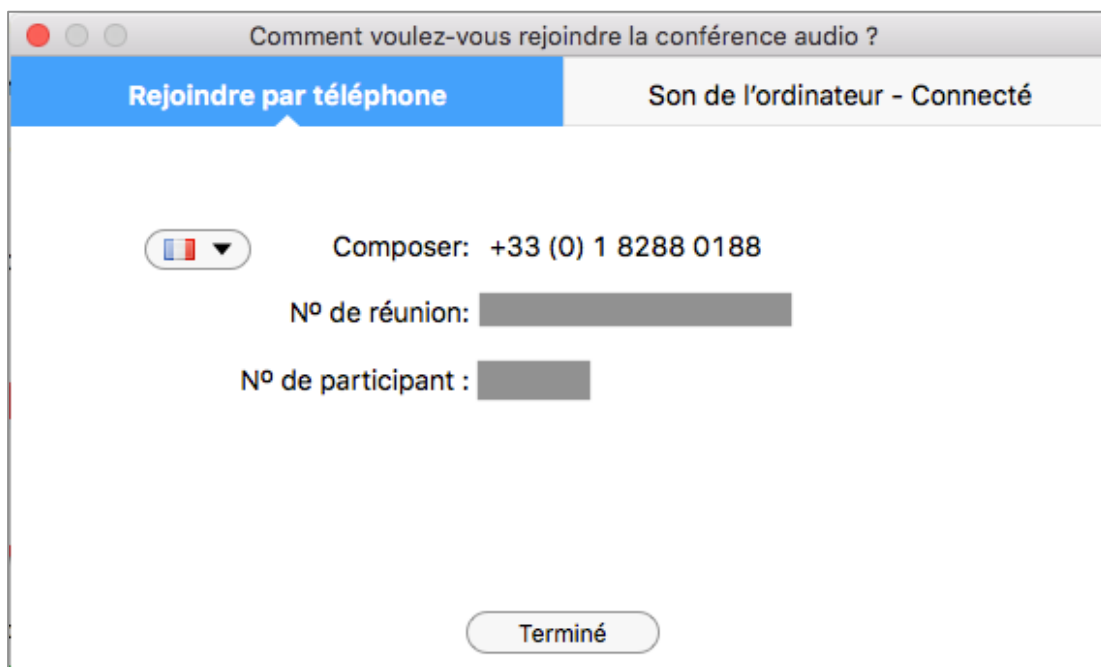 Comment voulez-vous rejoindre la conférence audio ?
Rejoindre par téléphone
Son de l'ordinateur - Connecté
Composer: +33 (0) 1 8288 0188
Nº de réunion:
Nº de participant :
Terminé